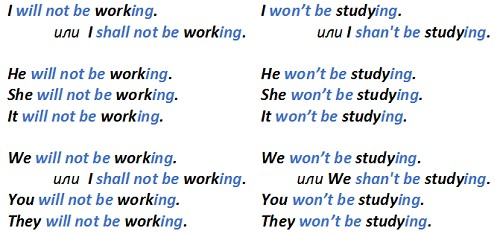 I will not be working.
или I shall not be working.
He will not be working.
She will not be working.
It will not be working.
We will not be working.
или I shall not be working.
You will not be working.
They will not be working.
I won’t be studying.
или I shan't be studying.
He won’t be studying.
She won’t be studying.
It won’t be studying.
We won’t be studying.
или We shan't be studying.
You won’t be studying.
They won’t be studying.